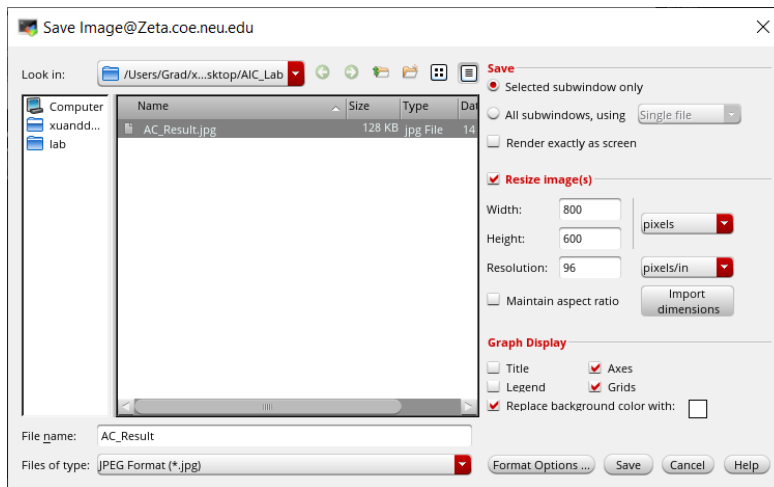 Save Image@Zeta.coe.neu.edu
Look in: /Users/Grad/x...sktop/AIC_Lab
Computer
xuandd...
lab
Name Size Type Dat
AC_Result.jpg 128 KB jpg File 14
File name: AC_Result
Files of type: JPEG Format (*.jpg)
Save
Selected subwindow only
All subwindows, using Single file
Render exactly as screen
Resize image(s)
Width: 800
pixels
Height: 600
Resolution: 96 pixels/in
Maintain aspect ratio Import dimensions
Graph Display
Title Axes
Legend Grids
Replace background color with:
Format Options ... Save Cancel Help